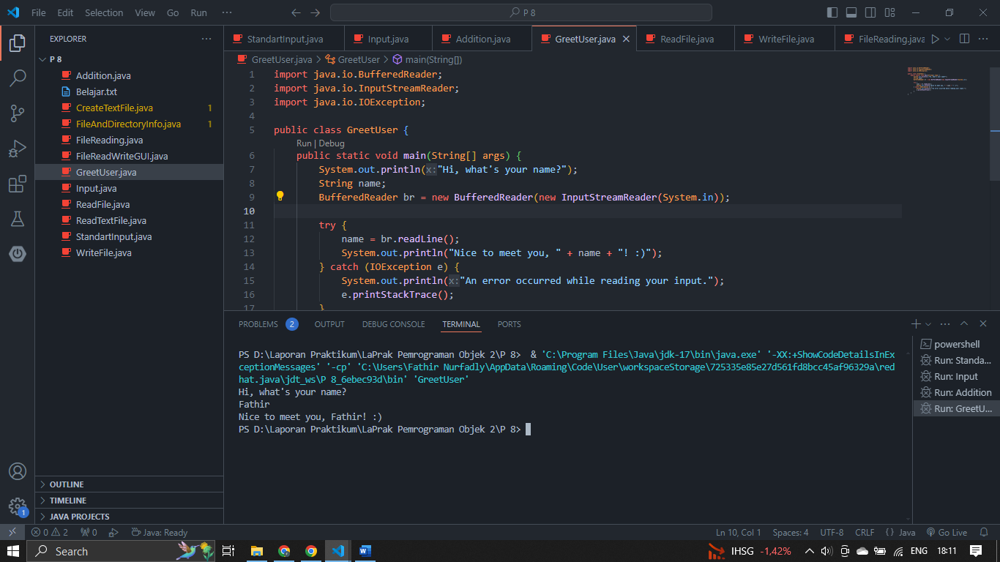 File Edit Selection View Go Run ···
P 8
EXPLORER ···
P 8
Addition.java
Belajar.txt
CreateTextFile.java 1
FileAndDirectoryInfo.java 1
FileReading.java
FileReadWriteGUI.java
GreetUser.java
Input.java
ReadFile.java
ReadTextFile.java
StandartInput.java
WriteFile.java
OUTLINE
TIMELINE
JAVA PROJECTS
StandartInput.java Input.java Addition.java GreetUser.java ReadFile.java WriteFile.java FileReading.java
GreetUser.java > GreetUser > main(String[])
1 import java.io.BufferedReader;
2 import java.io.InputStreamReader;
3 import java.io.IOException;
4
5 public class GreetUser {
Run | Debug
6 public static void main(String[] args) {
7 System.out.println(x:"Hi, what's your name?");
8 String name;
9 BufferedReader br = new BufferedReader(new InputStreamReader(System.in));
10
11 try {
12 name = br.readLine();
13 System.out.println("Nice to meet you, " + name + "! :)");
14 } catch (IOException e) {
15 System.out.println(x:"An error occurred while reading your input.");
16 e.printStackTrace();
17 }
PROBLEMS 2 OUTPUT DEBUG CONSOLE TERMINAL PORTS
PS D:\Laporan Praktikum\LaPrak Pemrograman Objek 2\P 8>  & 'C:\Program Files\Java\jdk-17\bin\java.exe' '-XX:+ShowCodeDetailsInEx
ceptionMessages' '-cp' 'C:\Users\Fathir Nurfadly\AppData\Roaming\Code\User\workspaceStorage\725335e85e27d561fd8bcc45af96329a\red
hat.java\jdt_ws\P 8_6ebec93d\bin' 'GreetUser'
Hi, what's your name?
Fathir
Nice to meet you, Fathir! :)
PS D:\Laporan Praktikum\LaPrak Pemrograman Objek 2\P 8>
powershell
Run: Standa...
Run: Input
Run: Addition
Run: GreetU...
1
0 2 0 Java: Ready Ln 10, Col 1 Spaces: 4 UTF-8 CRLF {} Java Go Live
Search IHSG -1,42% ENG 18:11